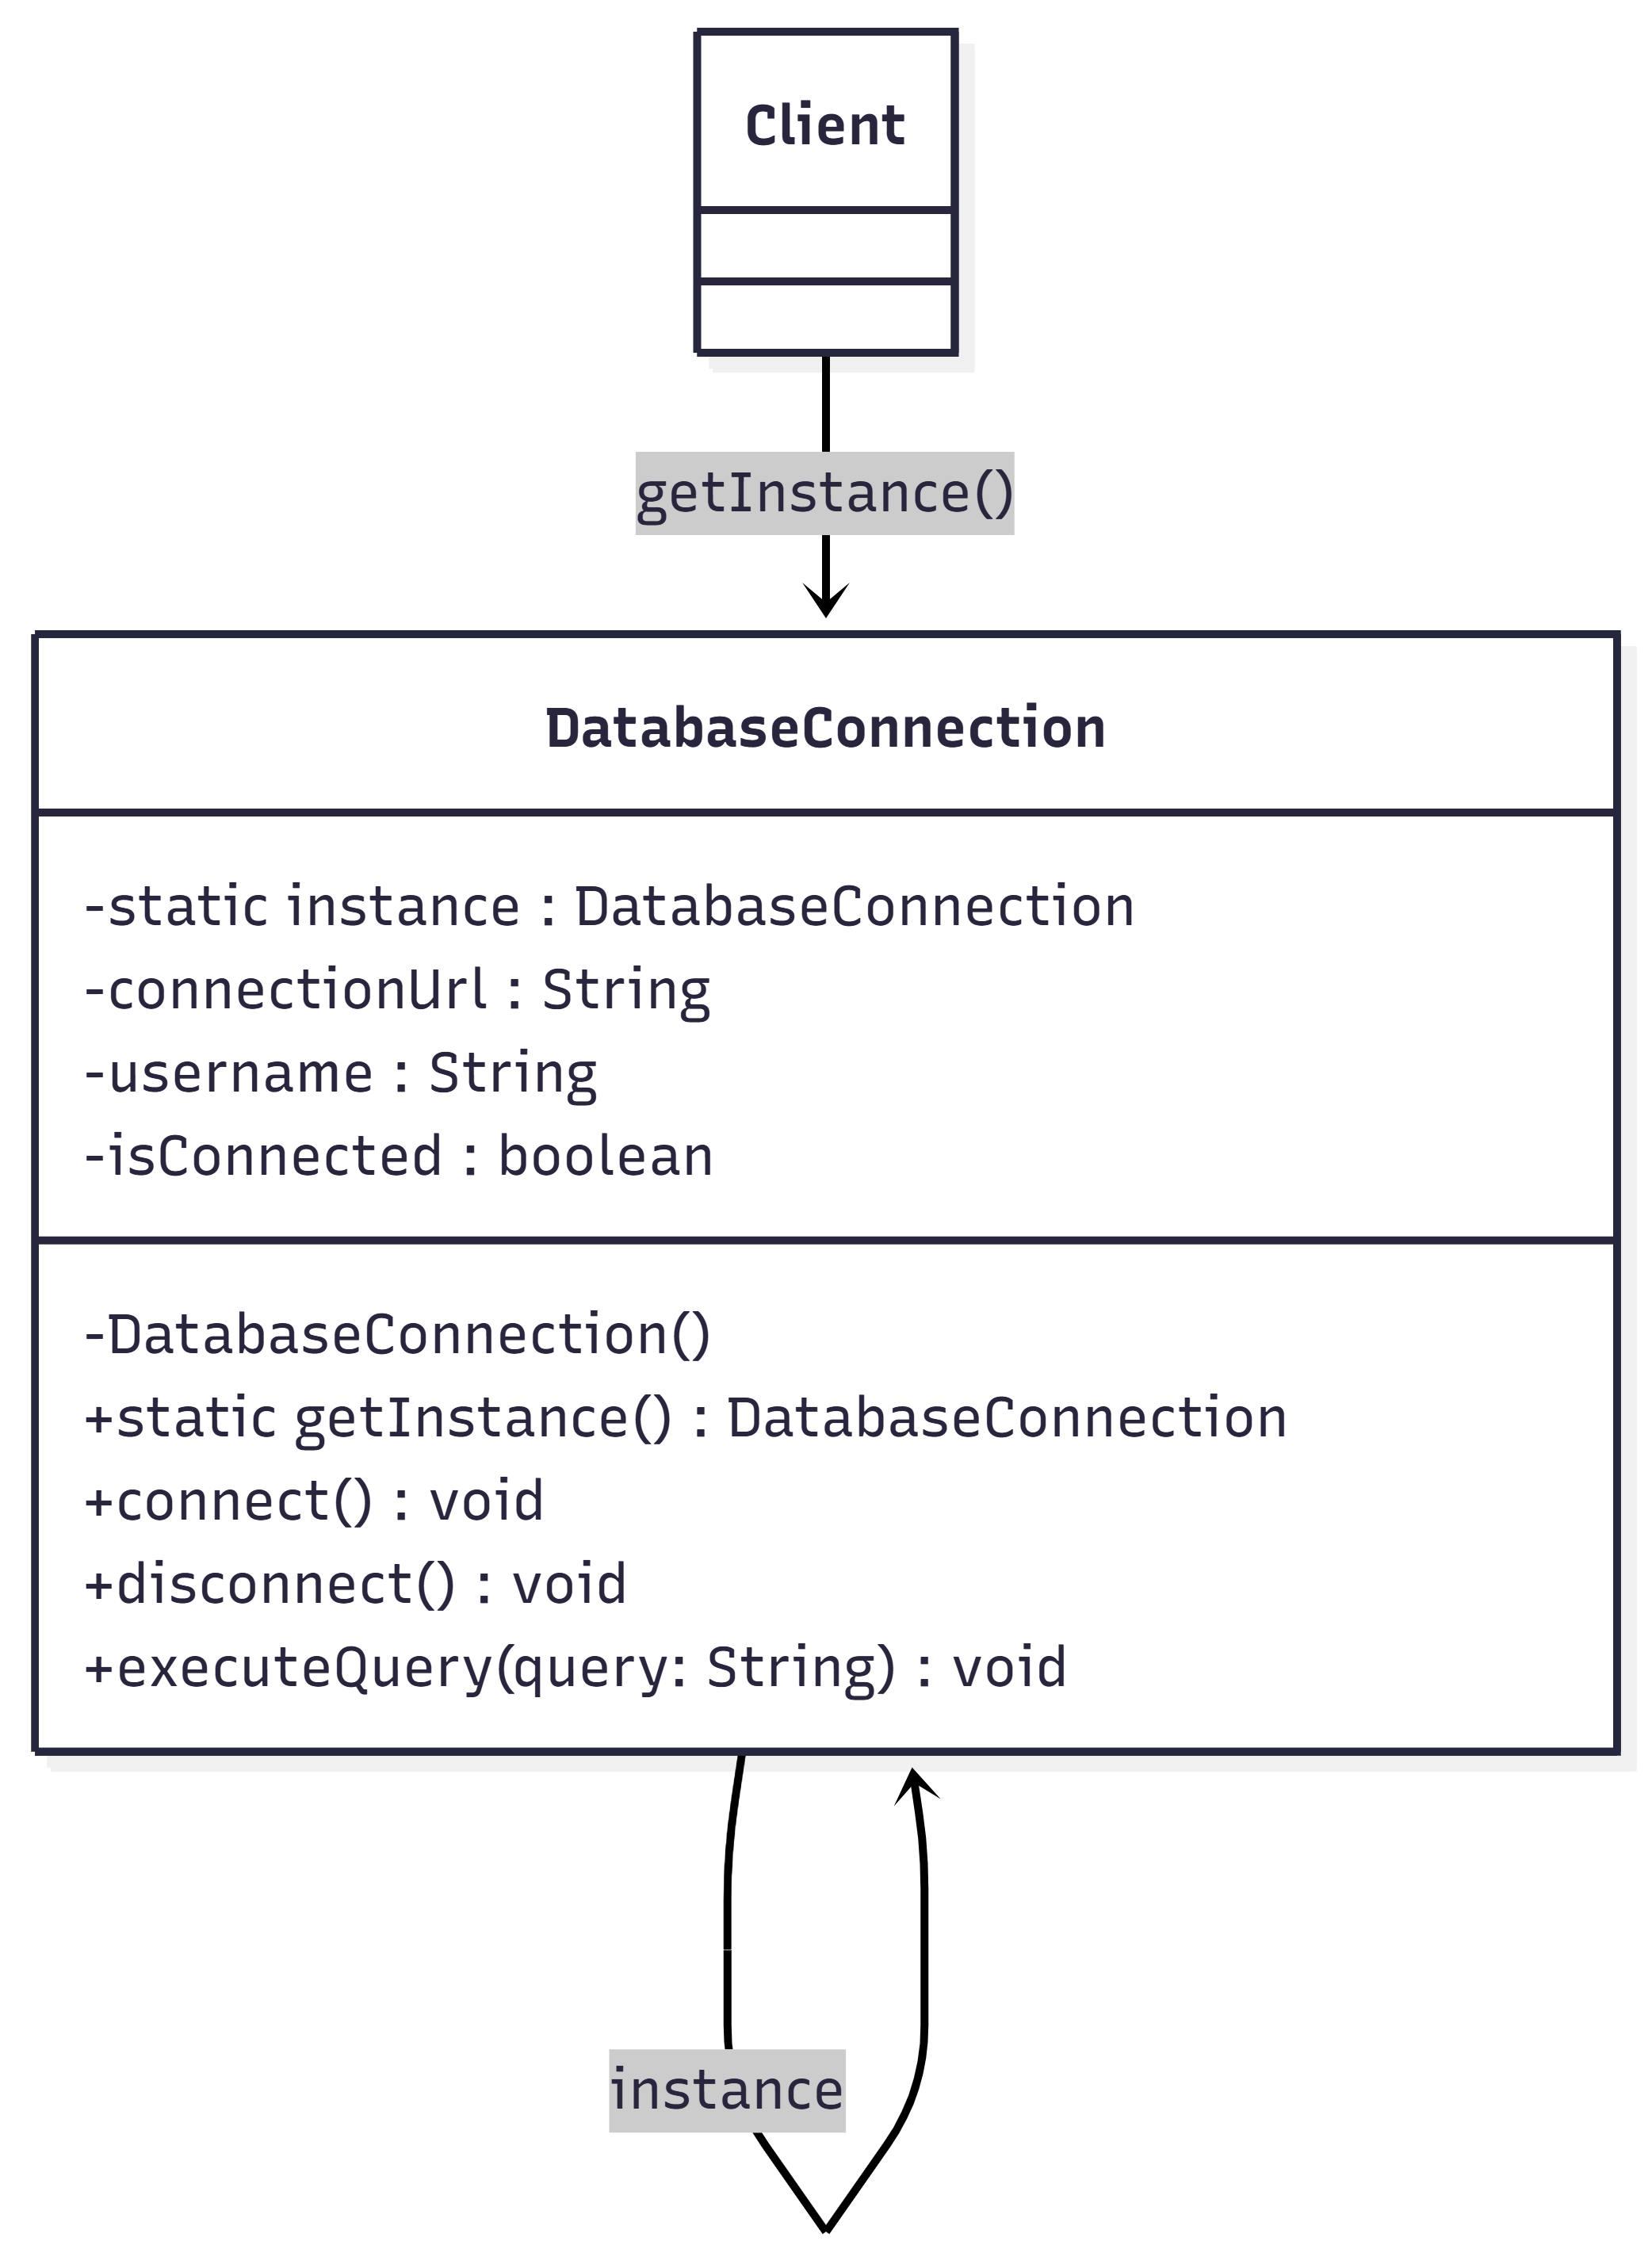 Client
getInstance()
DatabaseConnection
-static instance : DatabaseConnection
-connectionUrl : String
-username : String
-isConnected : boolean
-DatabaseConnection()
+static getInstance() : DatabaseConnection
+connect() : void
+disconnect() : void
+executeQuery(query: String) : void
instance